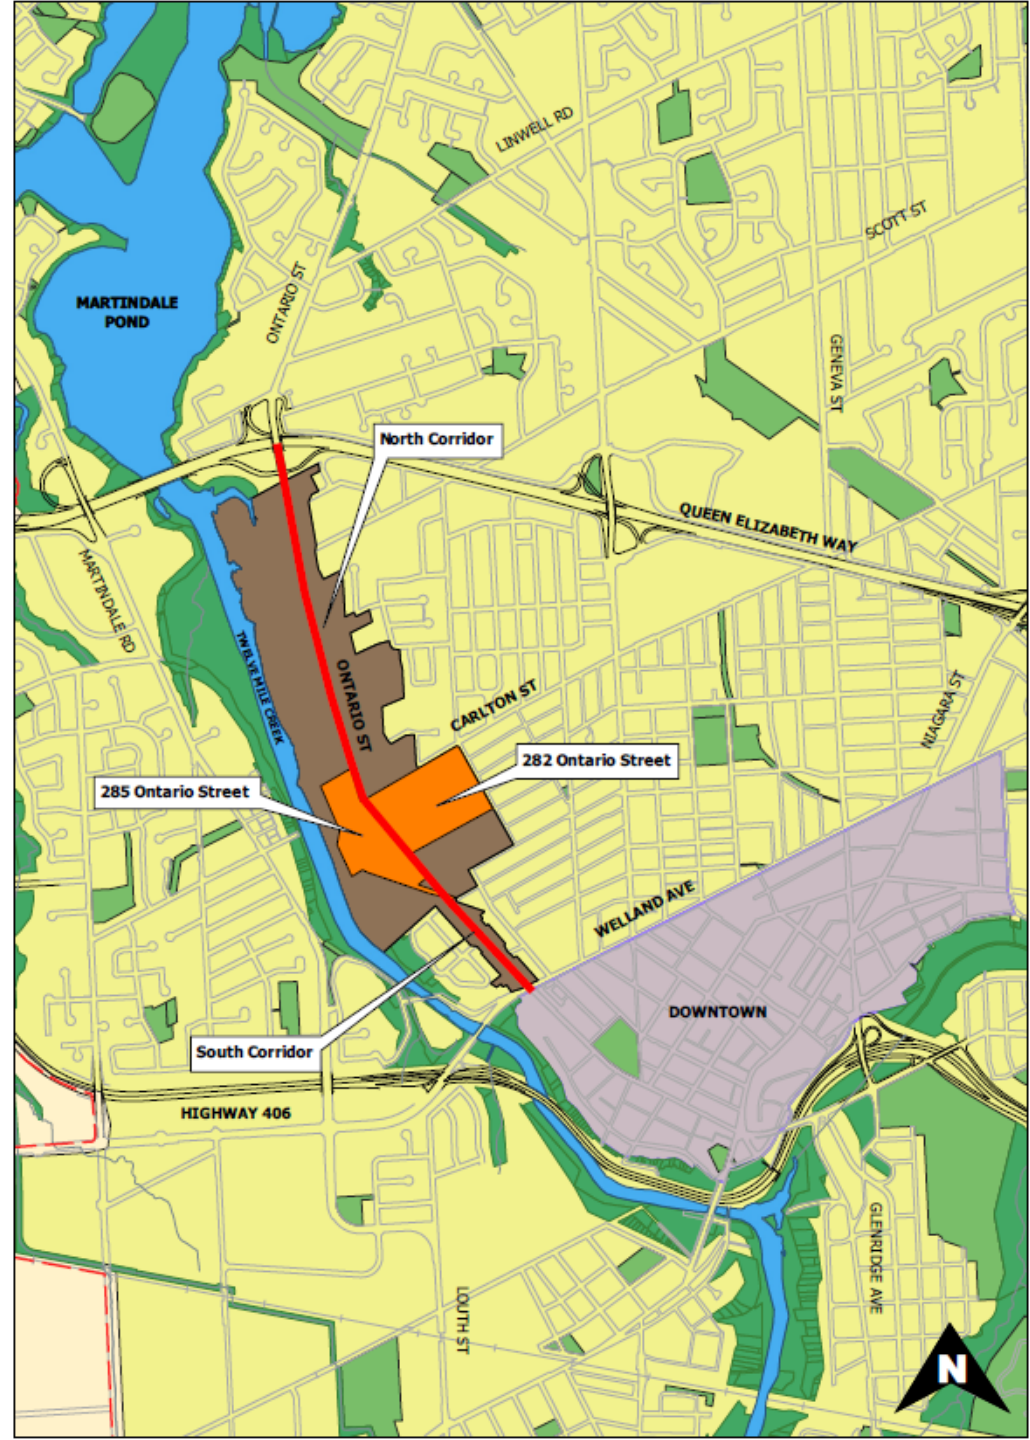 LINWELL RD
SCOTT ST
ONTARIO ST
MARTINDALE
POND
GENEVA ST
North Corridor
QUEEN ELIZABETH WAY
MARTINDALE RD
TWELVE MILE CREEK
ONTARIO ST
CARLTON ST
NIAGARA ST
282 Ontario Street
285 Ontario Street
WELLAND AVE
DOWNTOWN
South Corridor
HIGHWAY 406
GLENRIDGE AVE
LOUTH ST
N